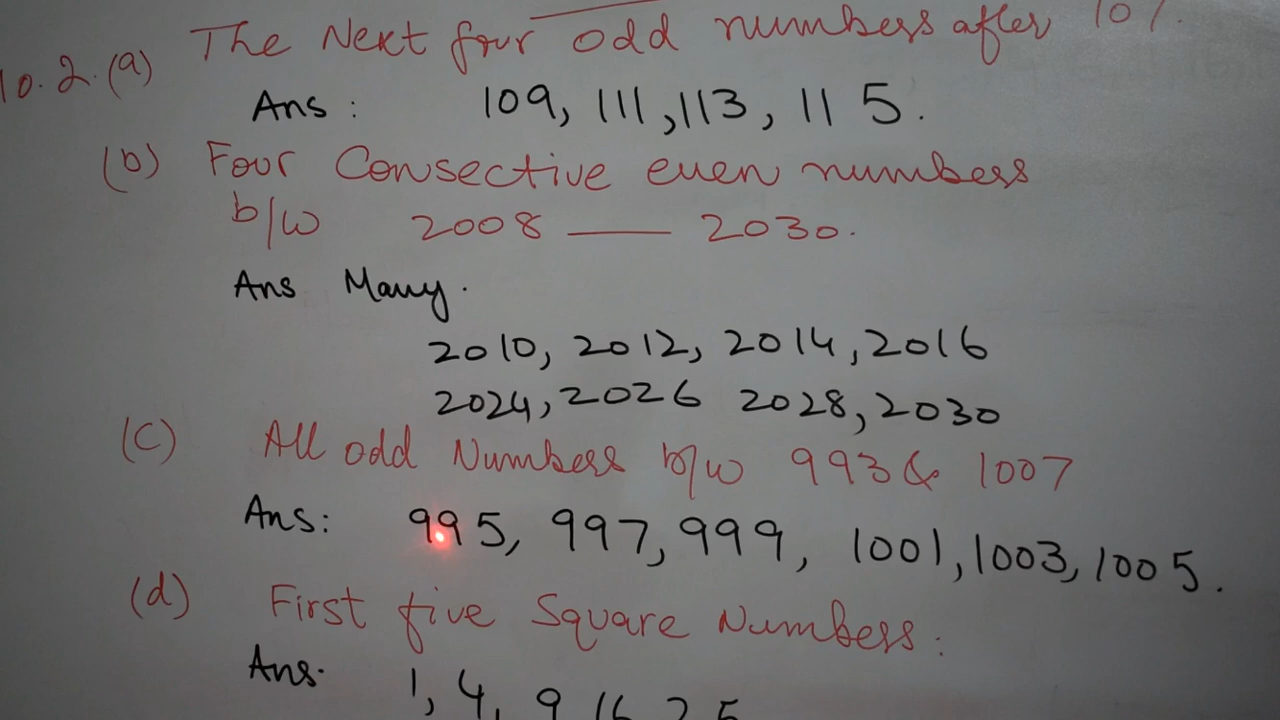 10.2.(a) The Next four odd numbers after 107.
Ans: 109, 111, 113, 115.
(b) Four Consective even numbers
b/w 2008 — 2030.
Ans Many.
2010, 2012, 2014, 2016
2024, 2026 2028, 2030
(C) All odd Numbers b/w 993 & 1007
Ans: 995, 997, 999, 1001, 1003, 1005.
(d) First five Square Numbers:
Ans. 1, 4, 9 16 25